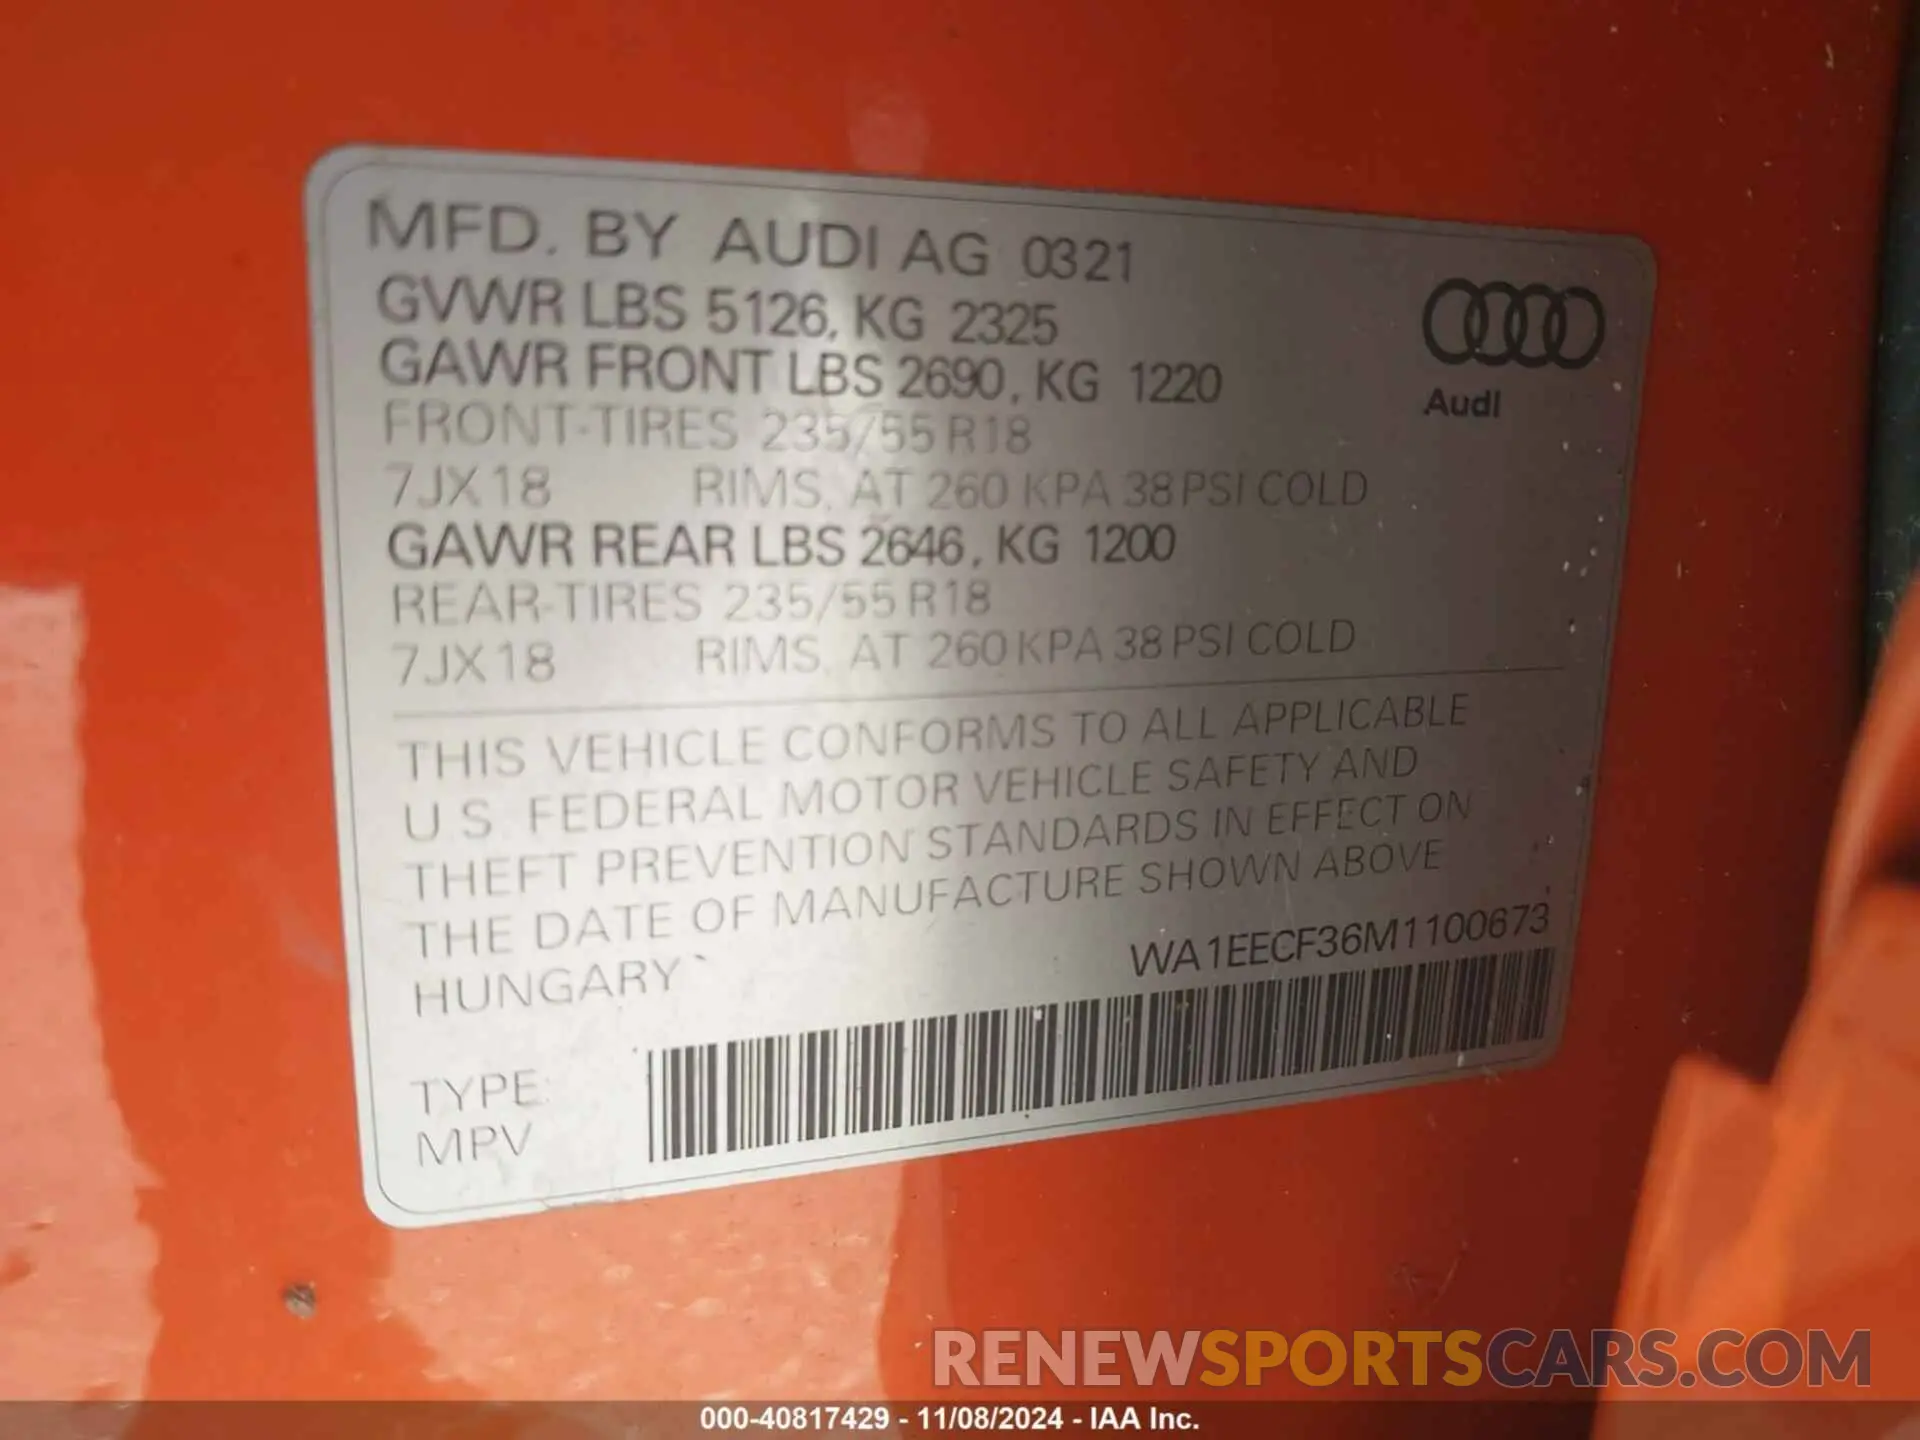 MFD. BY AUDI AG 0321
GVWR LBS 5126, KG 2325
GAWR FRONT LBS 2690, KG 1220
FRONT-TIRES 235/55 R18
7JX18 RIMS, AT 260 KPA 38 PSI COLD
GAWR REAR LBS 2646, KG 1200
REAR-TIRES 235/55 R18
7JX18 RIMS, AT 260 KPA 38 PSI COLD
Audi
THIS VEHICLE CONFORMS TO ALL APPLICABLE
U.S. FEDERAL MOTOR VEHICLE SAFETY AND
THEFT PREVENTION STANDARDS IN EFFECT ON
THE DATE OF MANUFACTURE SHOWN ABOVE
HUNGARY
WA1EECF36M1100673
TYPE:
MPV
RENEWSPORTSCARS.COM
000-40817429 - 11/08/2024 - IAA Inc.